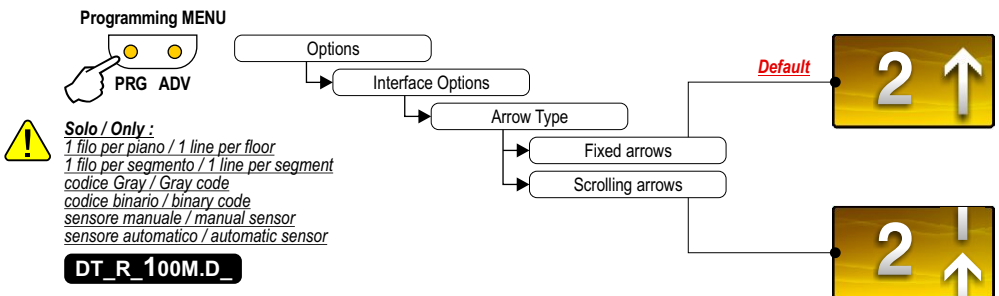 Programming MENU
PRG ADV
Options
Interface Options
Arrow Type
Fixed arrows
Scrolling arrows
Default
2
2
Solo / Only :
1 filo per piano / 1 line per floor
1 filo per segmento / 1 line per segment
codice Gray / Gray code
codice binario / binary code
sensore manuale / manual sensor
sensore automatico / automatic sensor
DT_R_100M.D_